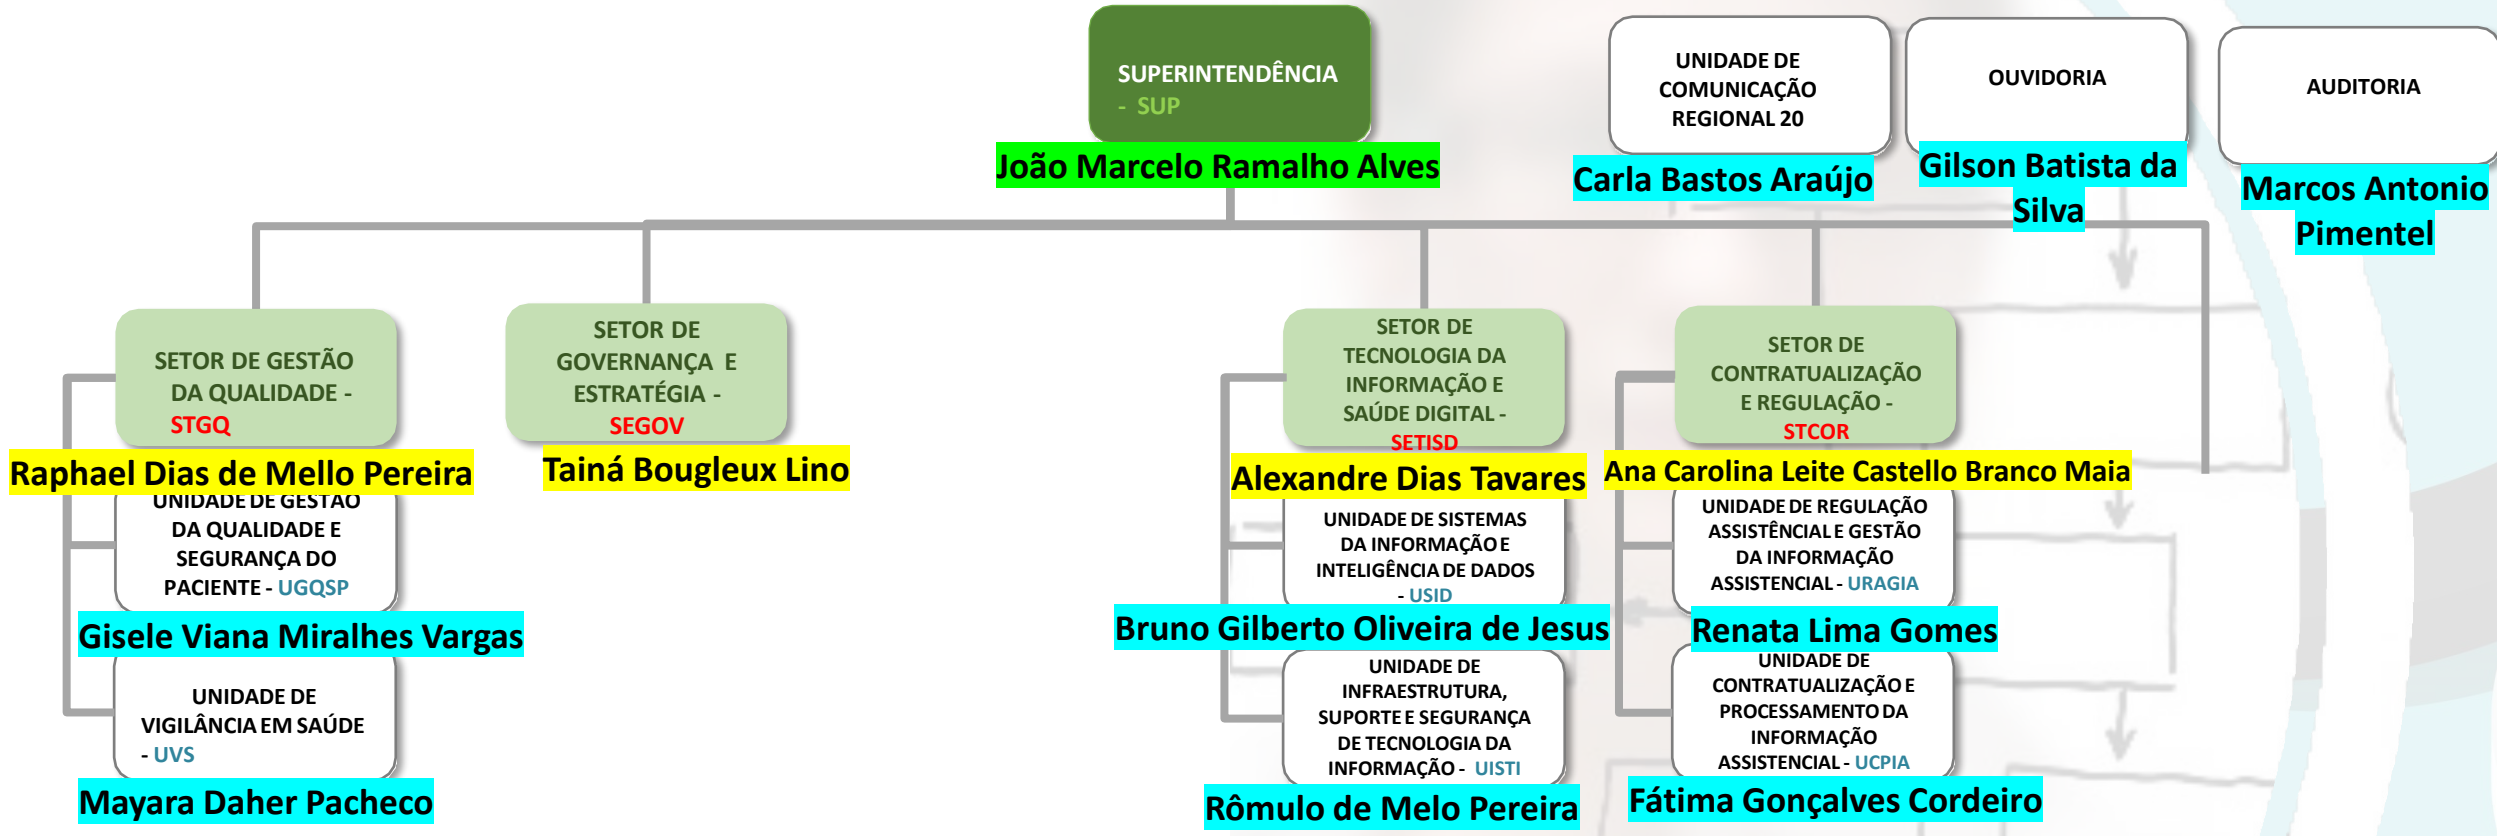 SUPERINTENDÊNCIA
- SUP
João Marcelo Ramalho Alves
UNIDADE DE
COMUNICAÇÃO
REGIONAL 20
Carla Bastos Araújo
OUVIDORIA
Gilson Batista da
Silva
AUDITORIA
Marcos Antonio
Pimentel
SETOR DE GESTÃO
DA QUALIDADE -
STGQ
Raphael Dias de Mello Pereira
UNIDADE DE GESTÃO
DA QUALIDADE E
SEGURANÇA DO
PACIENTE - UGQSP
Gisele Viana Miralhes Vargas
UNIDADE DE
VIGILÂNCIA EM SAÚDE
- UVS
Mayara Daher Pacheco
SETOR DE
GOVERNANÇA E
ESTRATÉGIA -
SEGOV
Tainá Bougleux Lino
SETOR DE
TECNOLOGIA DA
INFORMAÇÃO E
SAÚDE DIGITAL -
SETISD
Alexandre Dias Tavares
UNIDADE DE SISTEMAS
DA INFORMAÇÃO E
INTELIGÊNCIA DE DADOS
- USID
Bruno Gilberto Oliveira de Jesus
UNIDADE DE
INFRAESTRUTURA,
SUPORTE E SEGURANÇA
DE TECNOLOGIA DA
INFORMAÇÃO - UISTI
Rômulo de Melo Pereira
SETOR DE
CONTRATUALIZAÇÃO
E REGULAÇÃO -
STCOR
Ana Carolina Leite Castello Branco Maia
UNIDADE DE REGULAÇÃO
ASSISTÊNCIAL E GESTÃO
DA INFORMAÇÃO
ASSISTENCIAL - URAGIA
Renata Lima Gomes
UNIDADE DE
CONTRATUALIZAÇÃO E
PROCESSAMENTO DA
INFORMAÇÃO
ASSISTENCIAL - UCPIA
Fátima Gonçalves Cordeiro